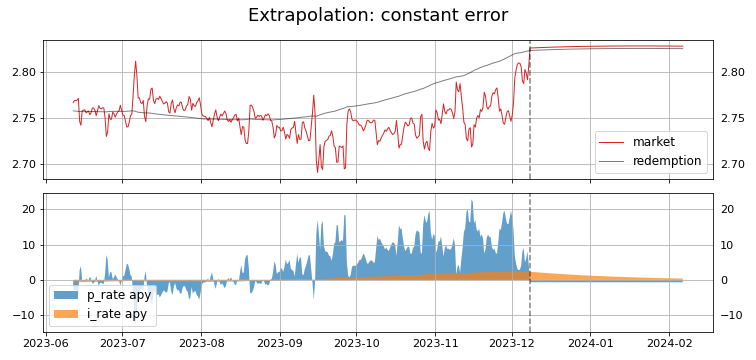 Extrapolation: constant error
2.80 2.80
2.75 2.75
2.70 2.70
market
redemption
20 20
10 10
0 0
−10 −10
p_rate apy
i_rate apy
2023-06 2023-07 2023-08 2023-09 2023-10 2023-11 2023-12 2024-01 2024-02